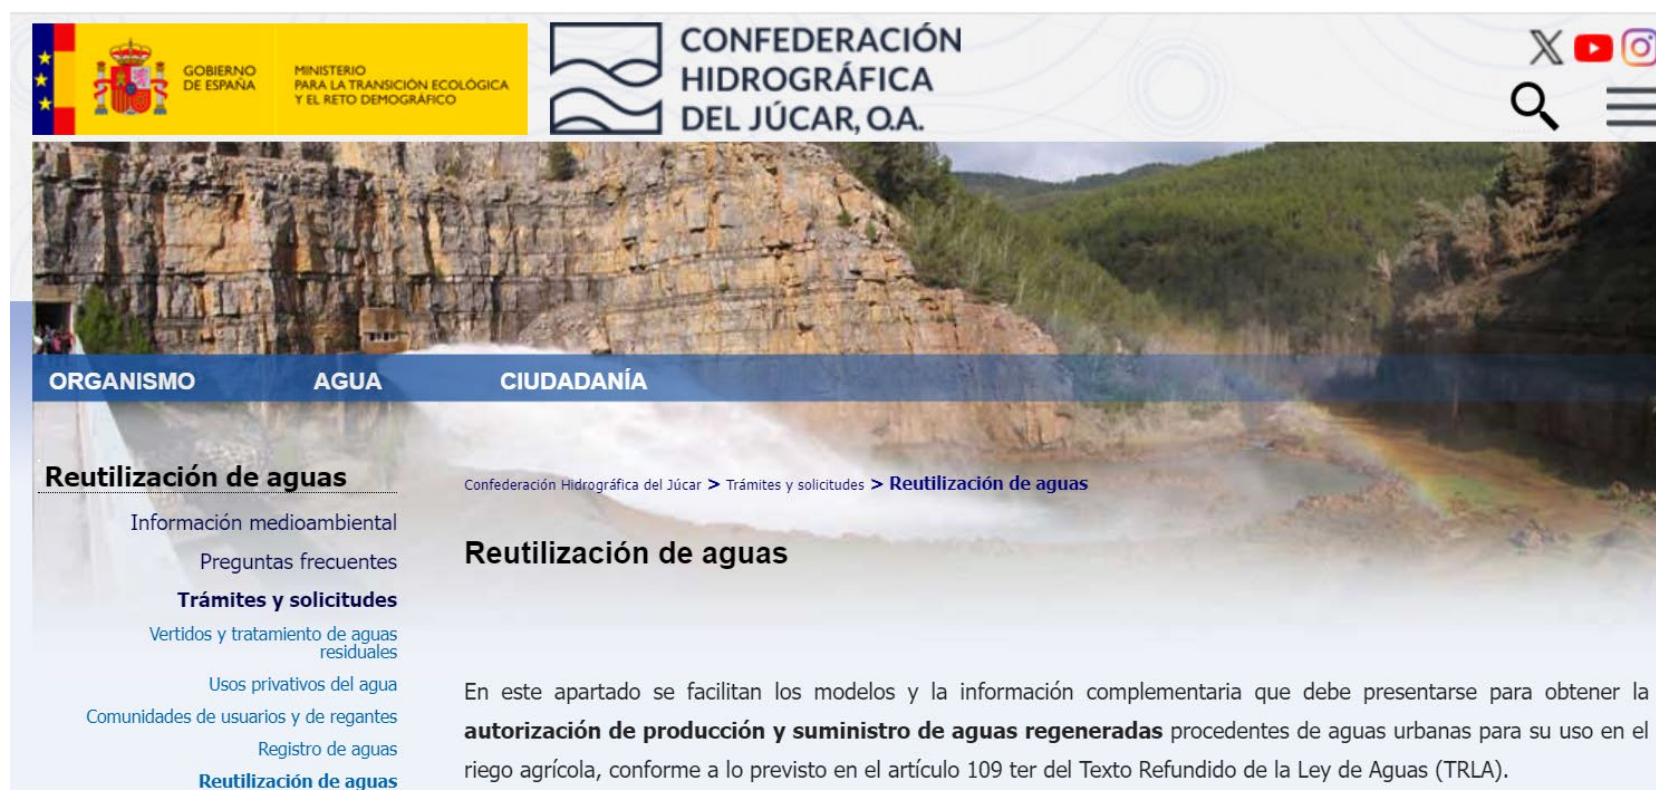 GOBIERNO
DE ESPAÑA
MINISTERIO
PARA LA TRANSICIÓN ECOLÓGICA
Y EL RETO DEMOGRÁFICO
CONFEDERACIÓN
HIDROGRÁFICA
DEL JÚCAR, O.A.
ORGANISMO AGUA CIUDADANÍA
Reutilización de aguas
Información medioambiental
Preguntas frecuentes
Trámites y solicitudes
Vertidos y tratamiento de aguas
residuales
Usos privativos del agua
Comunidades de usuarios y de regantes
Registro de aguas
Reutilización de aguas
Confederación Hidrográfica del Júcar > Trámites y solicitudes > Reutilización de aguas
Reutilización de aguas
En este apartado se facilitan los modelos y la información complementaria que debe presentarse para obtener la
autorización de producción y suministro de aguas regeneradas procedentes de aguas urbanas para su uso en el
riego agrícola, conforme a lo previsto en el artículo 109 ter del Texto Refundido de la Ley de Aguas (TRLA).